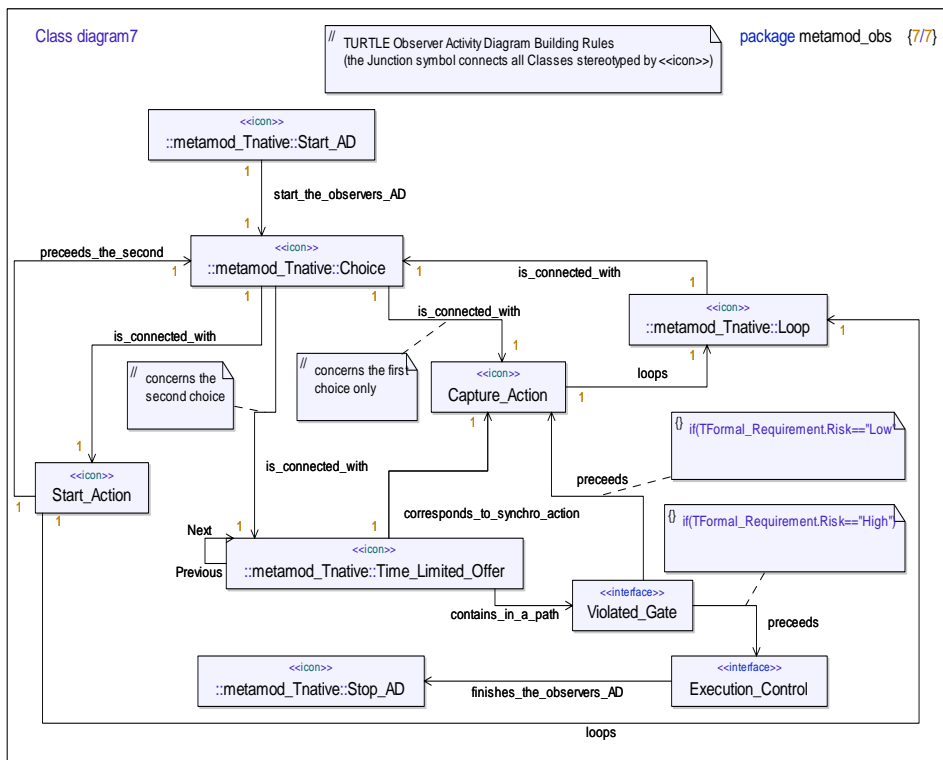 Class diagram7
// TURTLE Observer Activity Diagram Building Rules
(the Junction symbol connects all Classes stereotyped by <<icon>>)
package metamod_obs {7/7}
<<icon>>
::metamod_Tnative::Start_AD
1
start_the_observers_AD
1
<<icon>>
::metamod_Tnative::Choice
preceeds_the_second
1
1
1
1
1
is_connected_with
<<icon>>
::metamod_Tnative::Loop
1
1
is_connected_with
is_connected_with
// concerns the
second choice
// concerns the first
choice only
1
<<icon>>
Capture_Action
1
1
1
loops
{} if(TFormal_Requirement.Risk=="Low"
1
<<icon>>
Start_Action
1
1
is_connected_with
preceeds
corresponds_to_synchro_action
{} if(TFormal_Requirement.Risk=="High")
Next
Previous
1
1
<<icon>>
::metamod_Tnative::Time_Limited_Offer
contains_in_a_path
<<interface>>
Violated_Gate
preceeds
<<icon>>
::metamod_Tnative::Stop_AD
finishes_the_observers_AD
<<interface>>
Execution_Control
loops